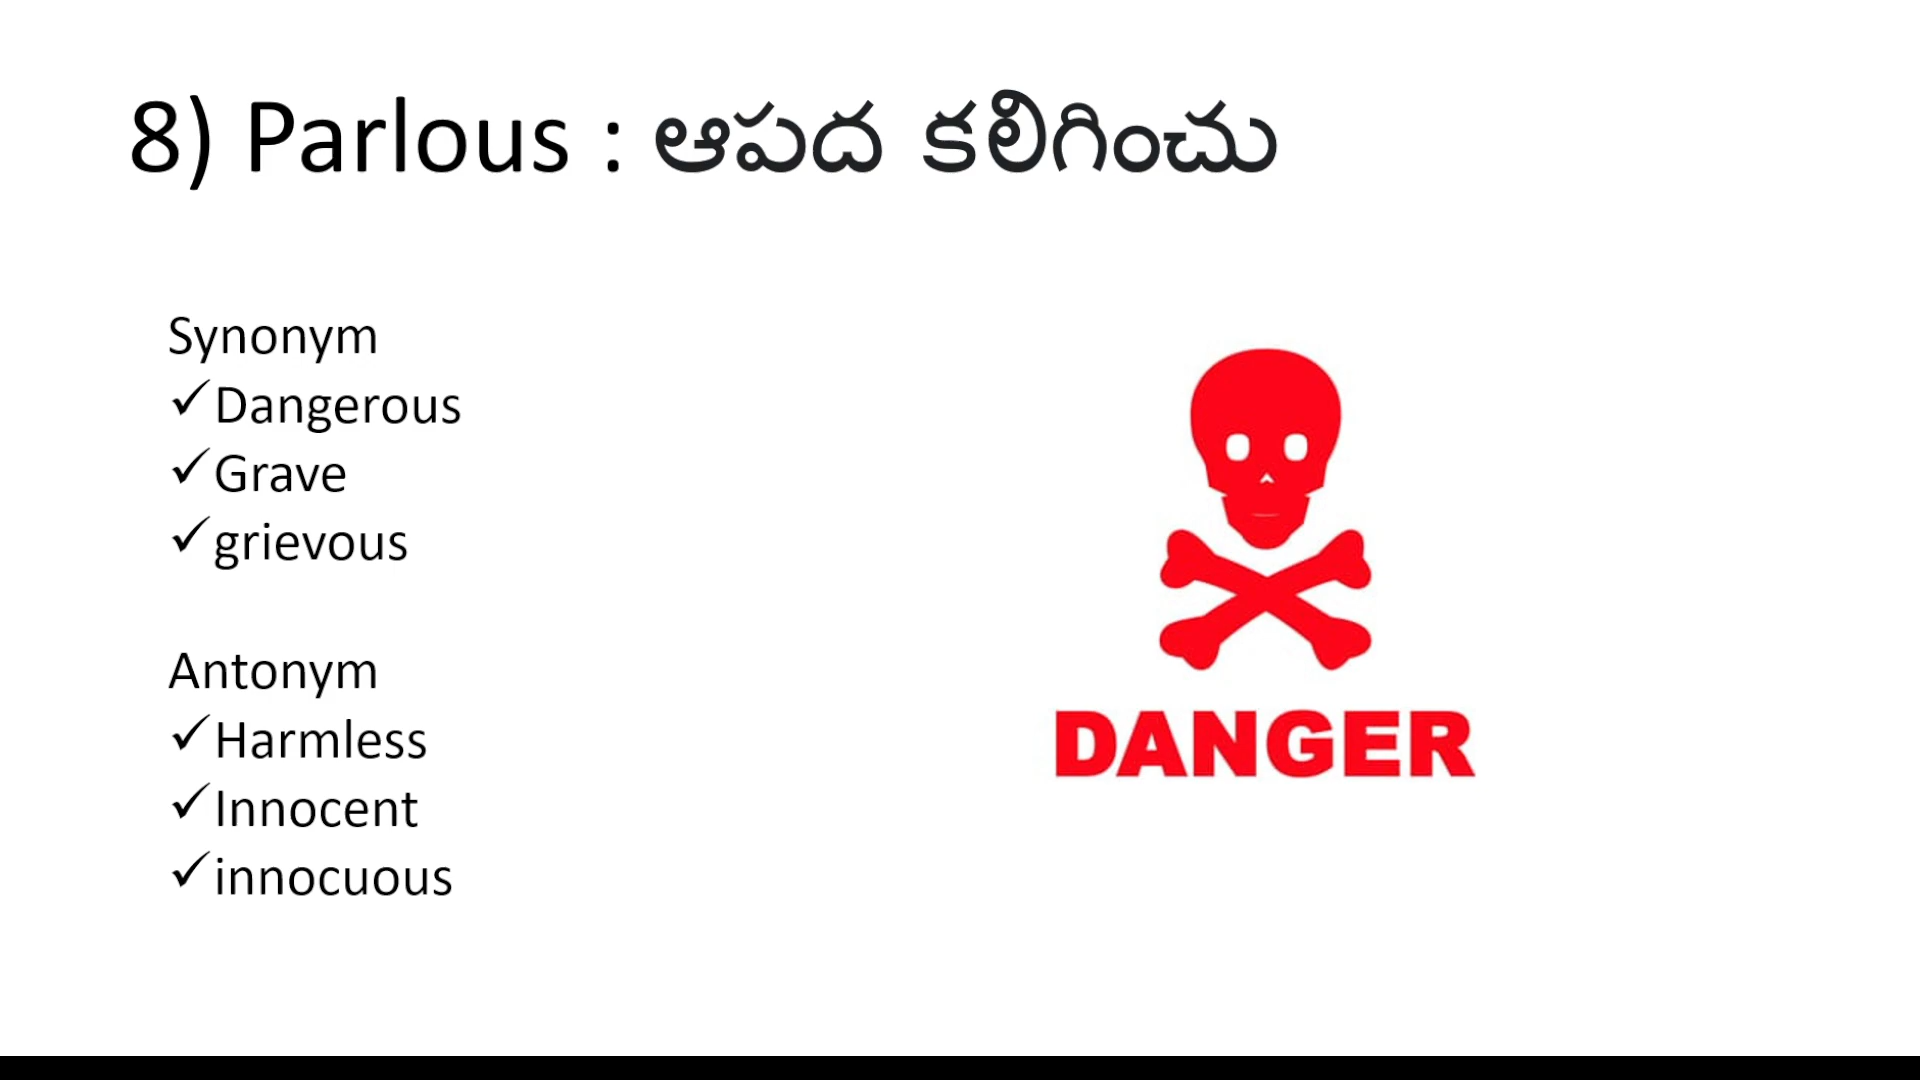 8) Parlous : ఆపద కలిగించు
Synonym
✓Dangerous
✓Grave
✓grievous
Antonym
✓Harmless
✓Innocent
✓innocuous
DANGER